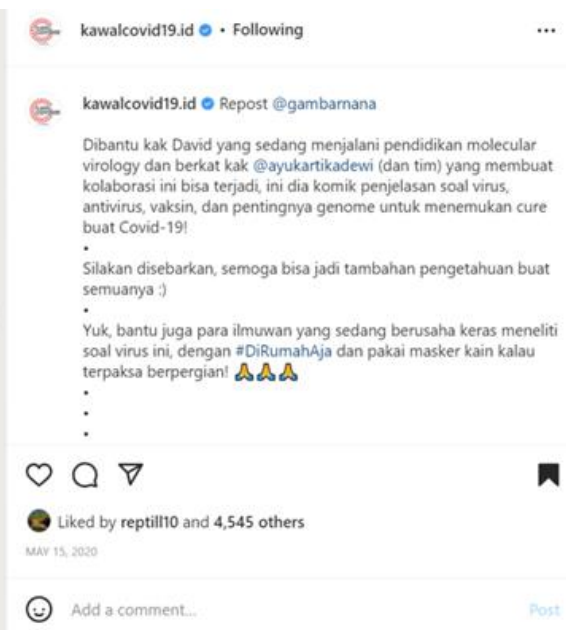 kawalcovid19.id • Following
kawalcovid19.id Repost @gambarnana
Dibantu kak David yang sedang menjalani pendidikan molecular
virology dan berkat kak @ayukartikadewi (dan tim) yang membuat
kolaborasi ini bisa terjadi, ini dia komik penjelasan soal virus,
antivirus, vaksin, dan pentingnya genome untuk menemukan cure
buat Covid-19!
•
Silakan disebarkan, semoga bisa jadi tambahan pengetahuan buat
semuanya :)
•
Yuk, bantu juga para ilmuwan yang sedang berusaha keras meneliti
soal virus ini, dengan #DiRumahAja dan pakai masker kain kalau
terpaksa berpergian! 🙏🙏🙏
•
•
•
Liked by reptill10 and 4,545 others
MAY 15, 2020
Add a comment...
Post